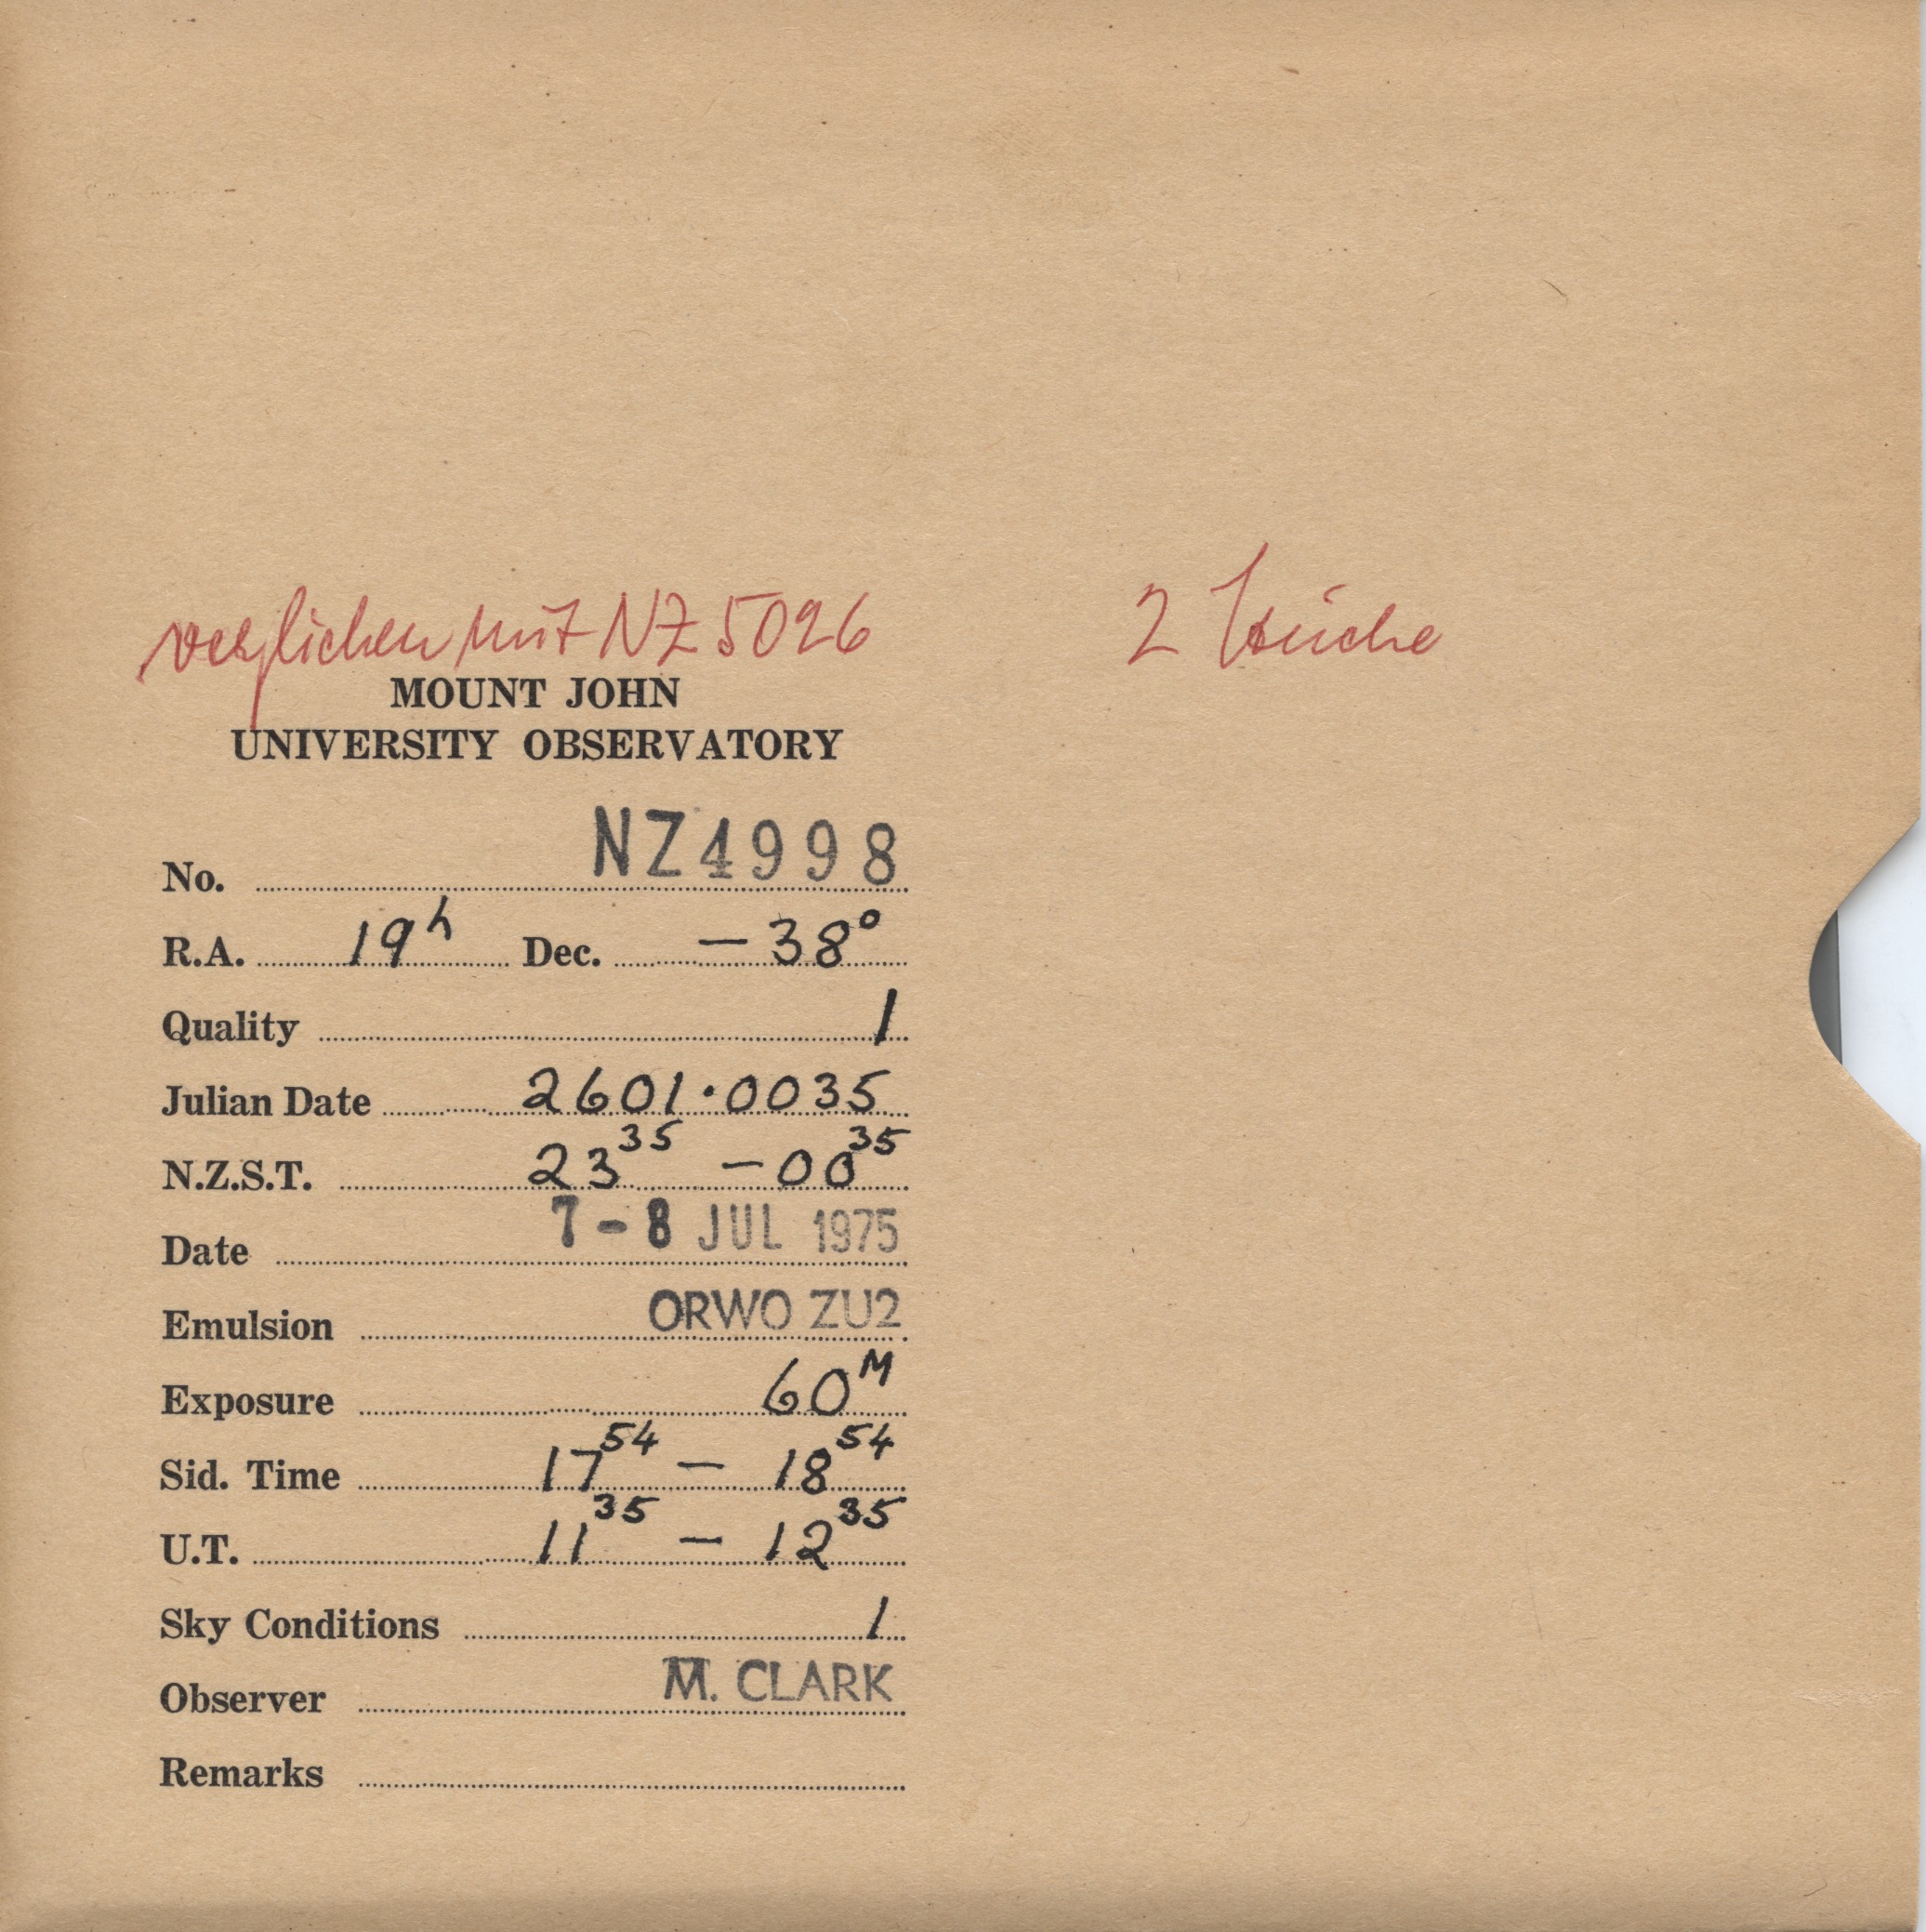 verglichen mit NZ 5026
2
MOUNT JOHN
UNIVERSITY OBSERVATORY
No. NZ4998
R.A. 19h Dec. -38°
Quality 1
Julian Date 2601.0035
N.Z.S.T. 23 35 - 00 35
Date 7-8 JUL 1975
Emulsion ORWO ZU2
Exposure 60M
Sid. Time 17 54 - 18 54
U.T. 11 35 - 12 35
Sky Conditions 1
Observer M. CLARK
Remarks